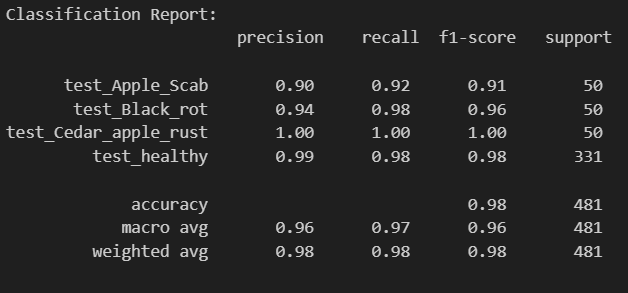 Classification Report:
precision recall f1-score support
test_Apple_Scab 0.90 0.92 0.91 50
test_Black_rot 0.94 0.98 0.96 50
test_Cedar_apple_rust 1.00 1.00 1.00 50
test_healthy 0.99 0.98 0.98 331
accuracy 0.98 481
macro avg 0.96 0.97 0.96 481
weighted avg 0.98 0.98 0.98 481